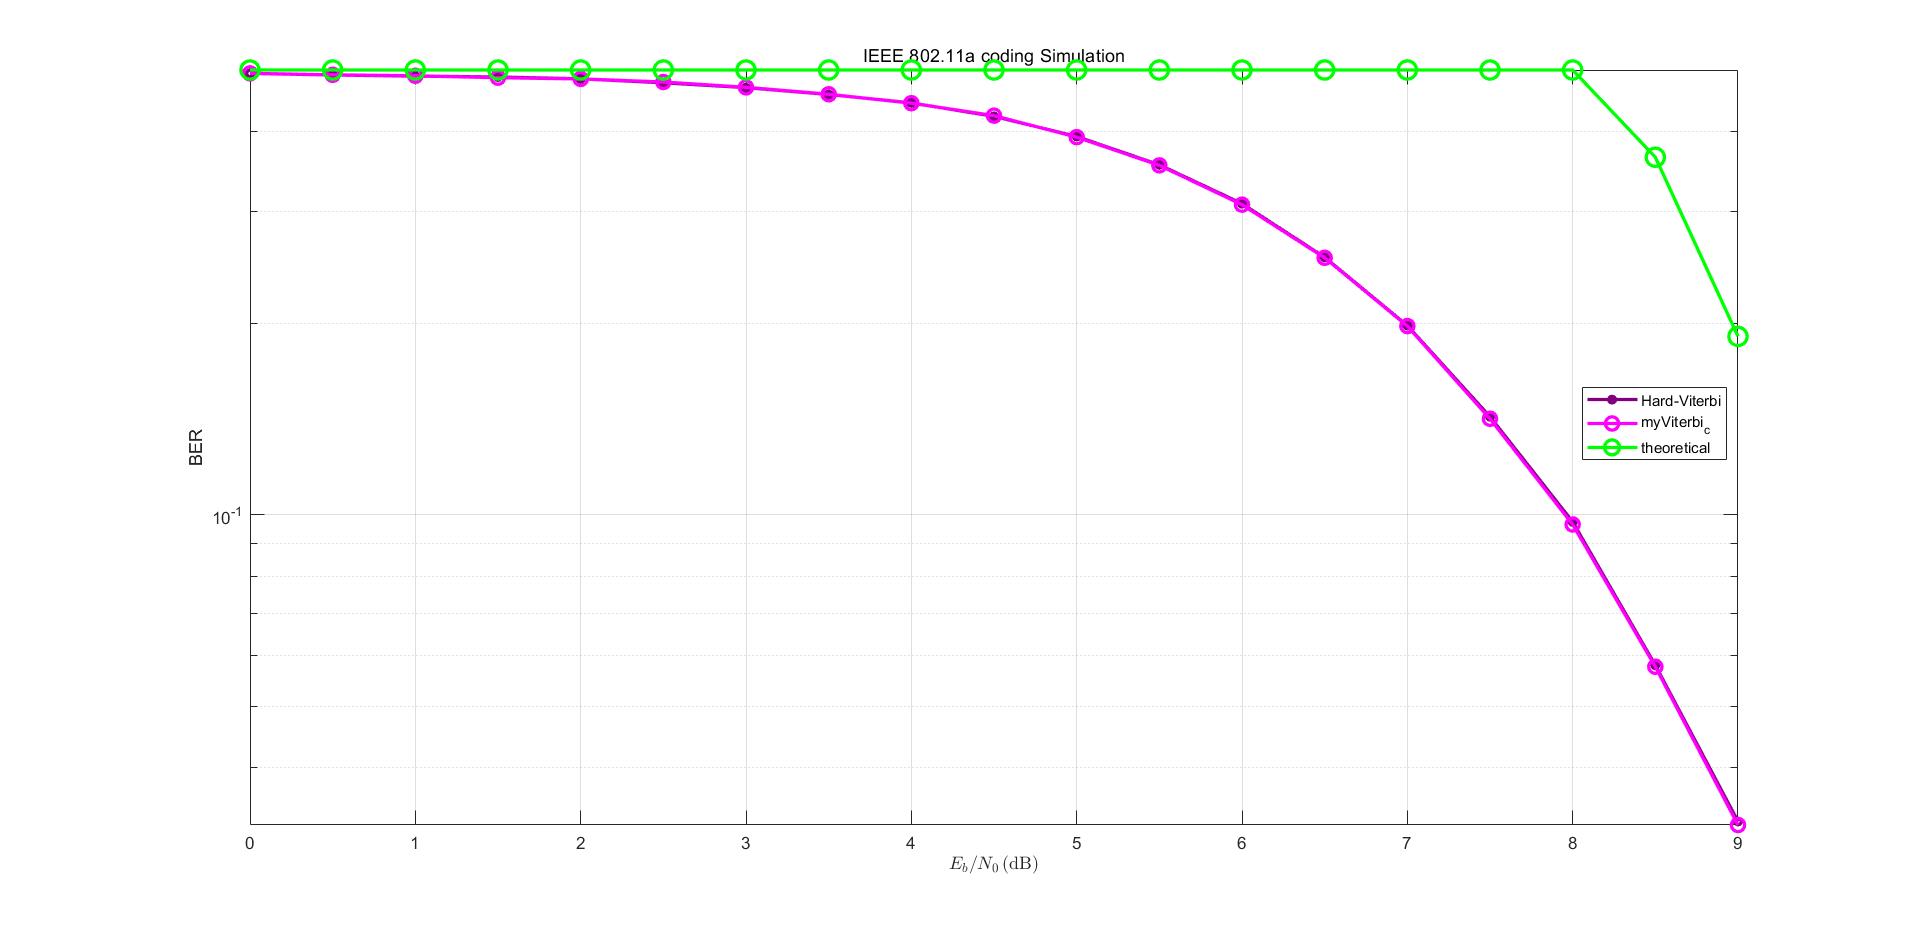 IEEE 802.11a coding Simulation
BER
10^-1
Hard-Viterbi
myViterbi_c
theoretical
0 1 2 3 4 5 6 7 8 9
E_b/N_0 (dB)